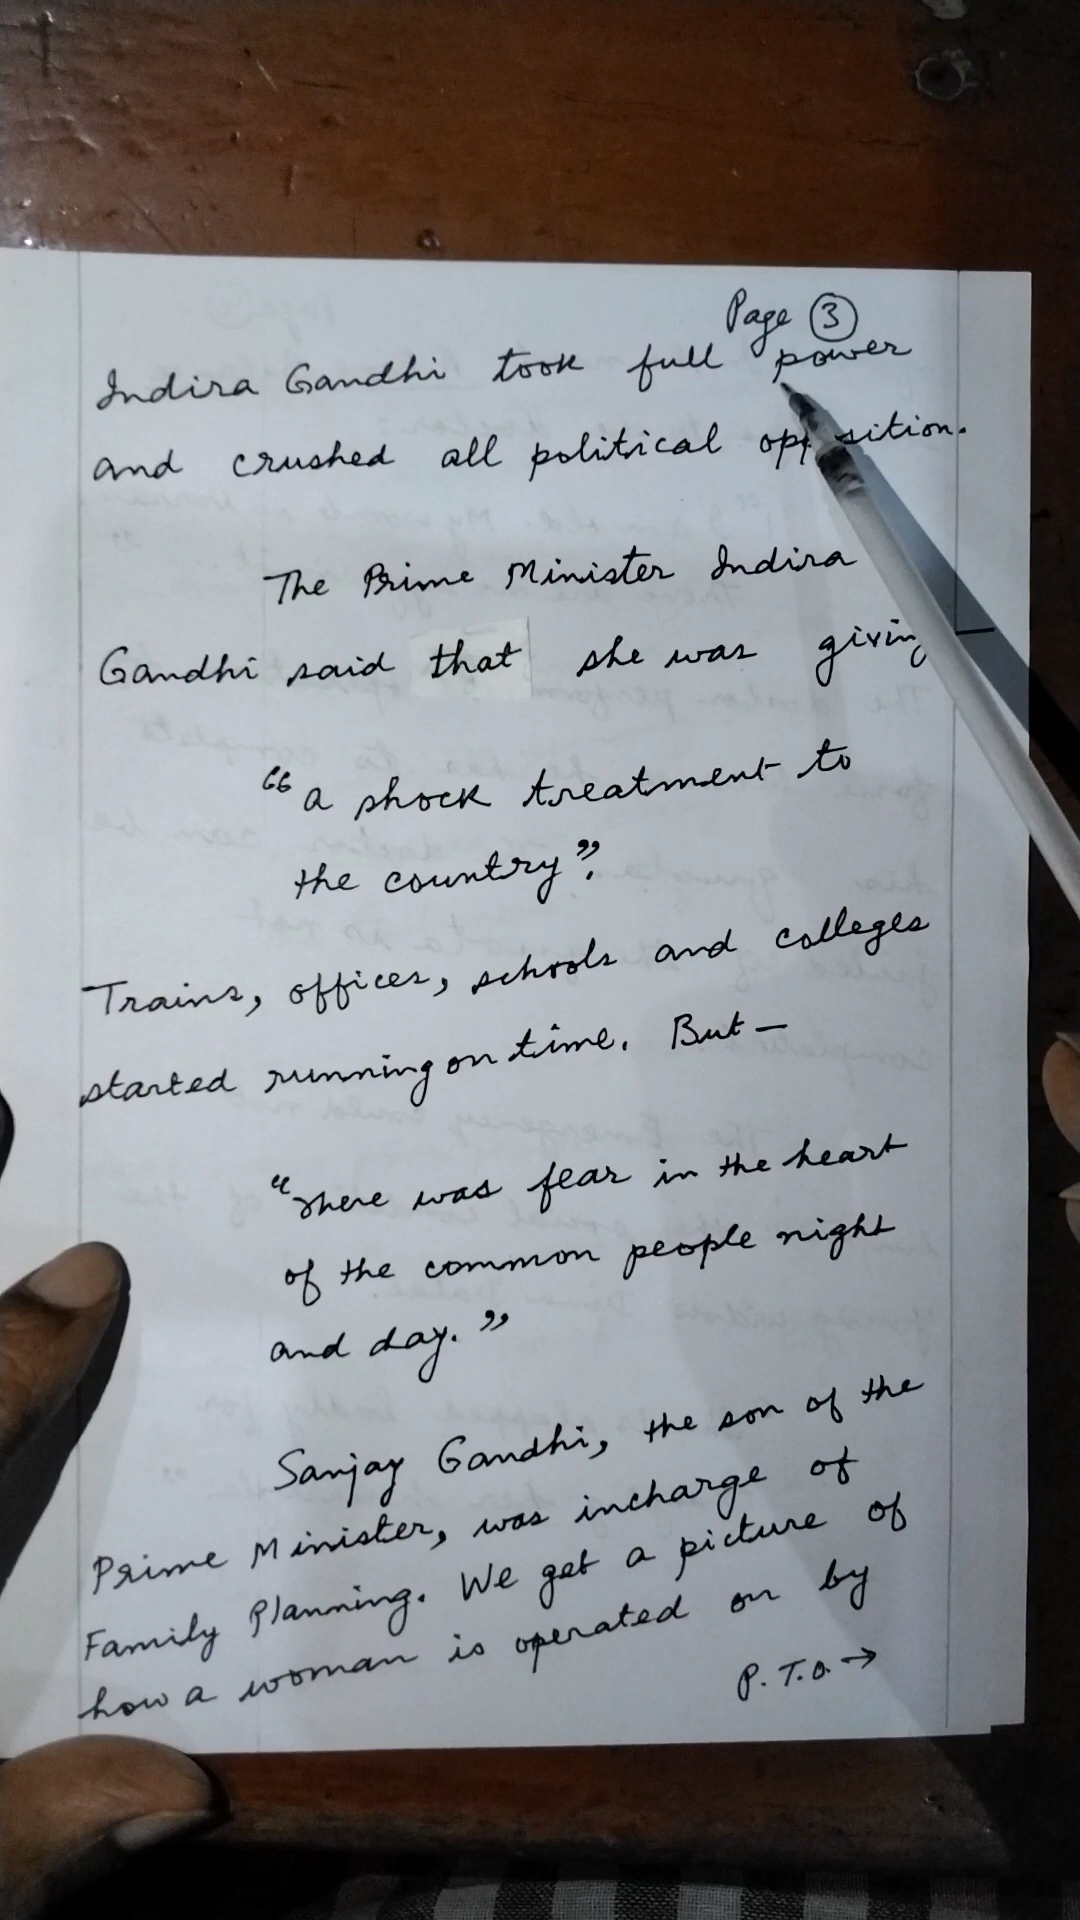 Page 3
Indira Gandhi took full power
and crushed all political opposition.
The Prime Minister Indira
Gandhi said that she was giving
"a shock treatment to
the country".
Trains, offices, schools and colleges
started running on time. But —
"There was fear in the heart
of the common people night
and day."
Sanjay Gandhi, the son of the
Prime Minister, was incharge of
Family Planning. We get a picture of
how a woman is operated on by
P.T.O. →